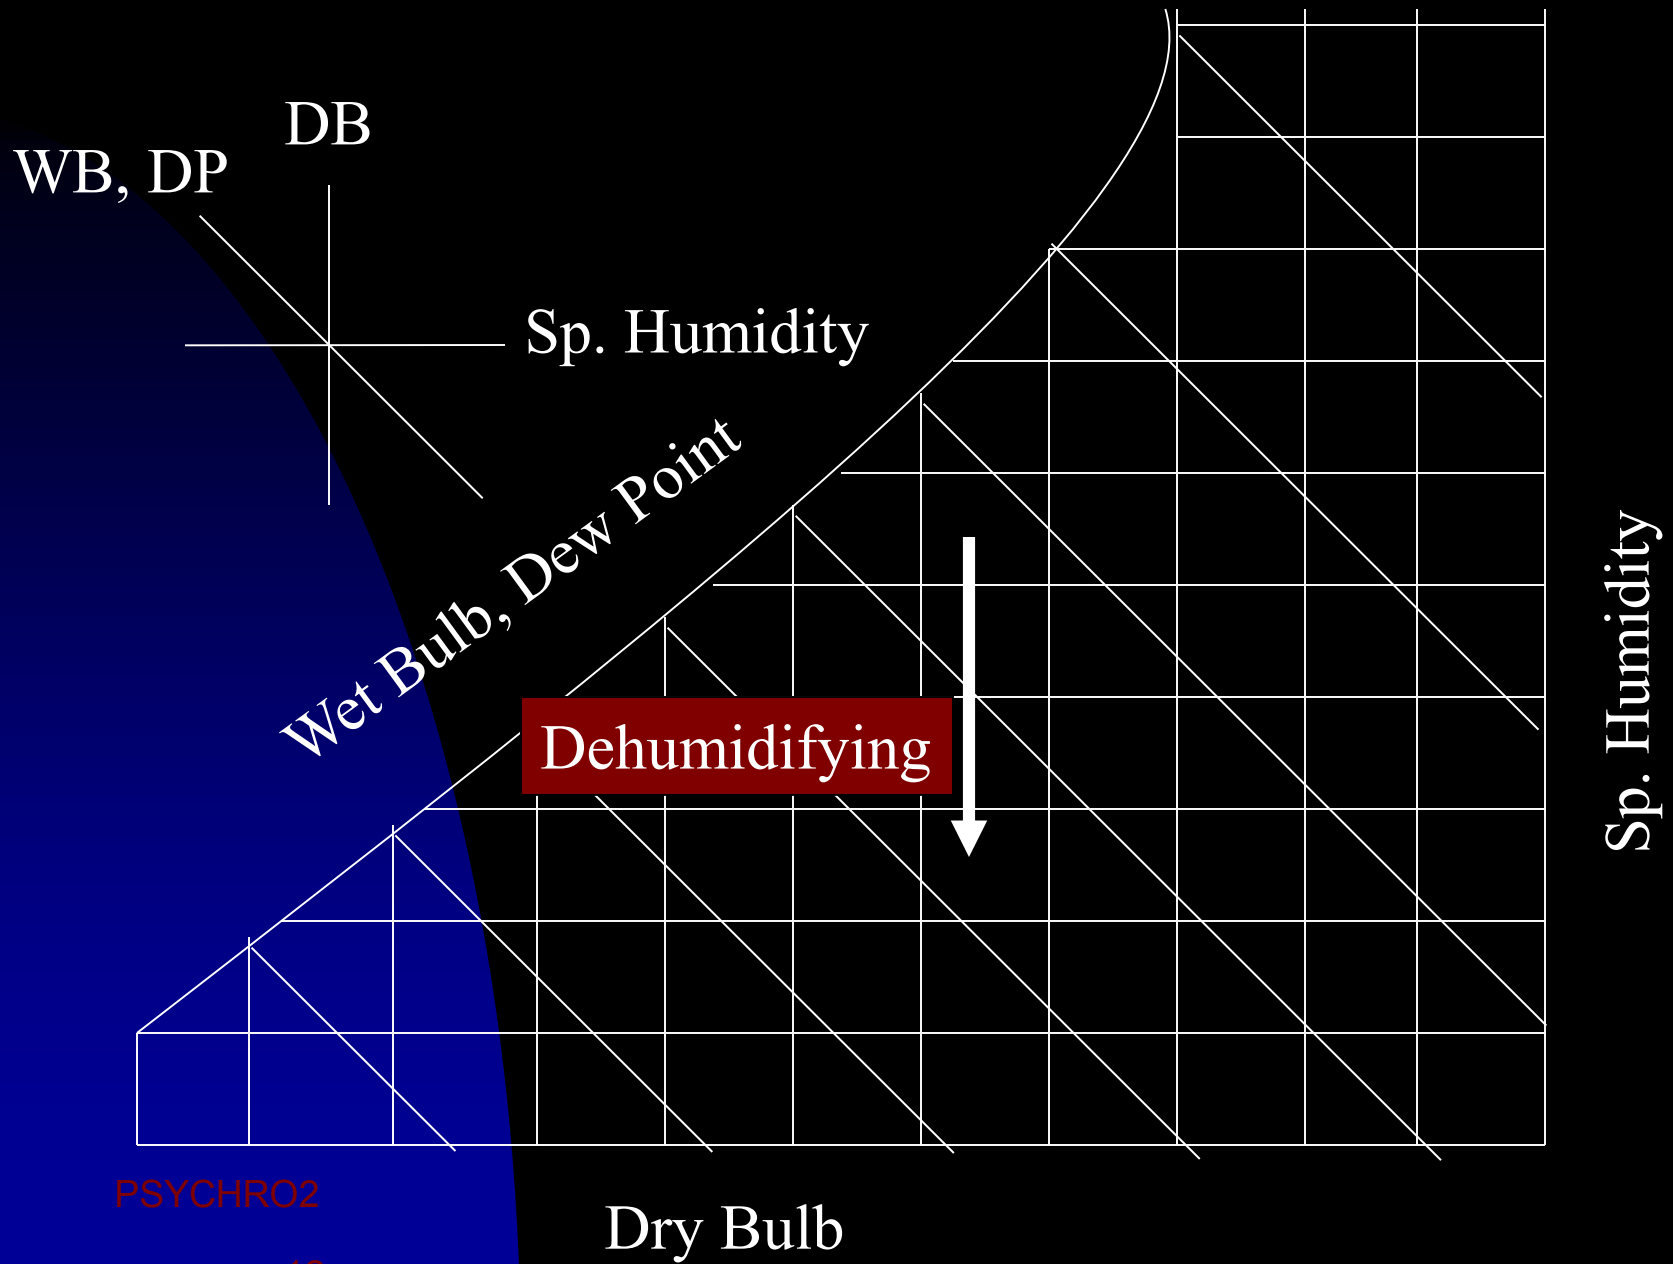 DB
WB, DP
Sp. Humidity
Wet Bulb, Dew Point
Dehumidifying
Sp. Humidity
PSYCHRO2
Dry Bulb